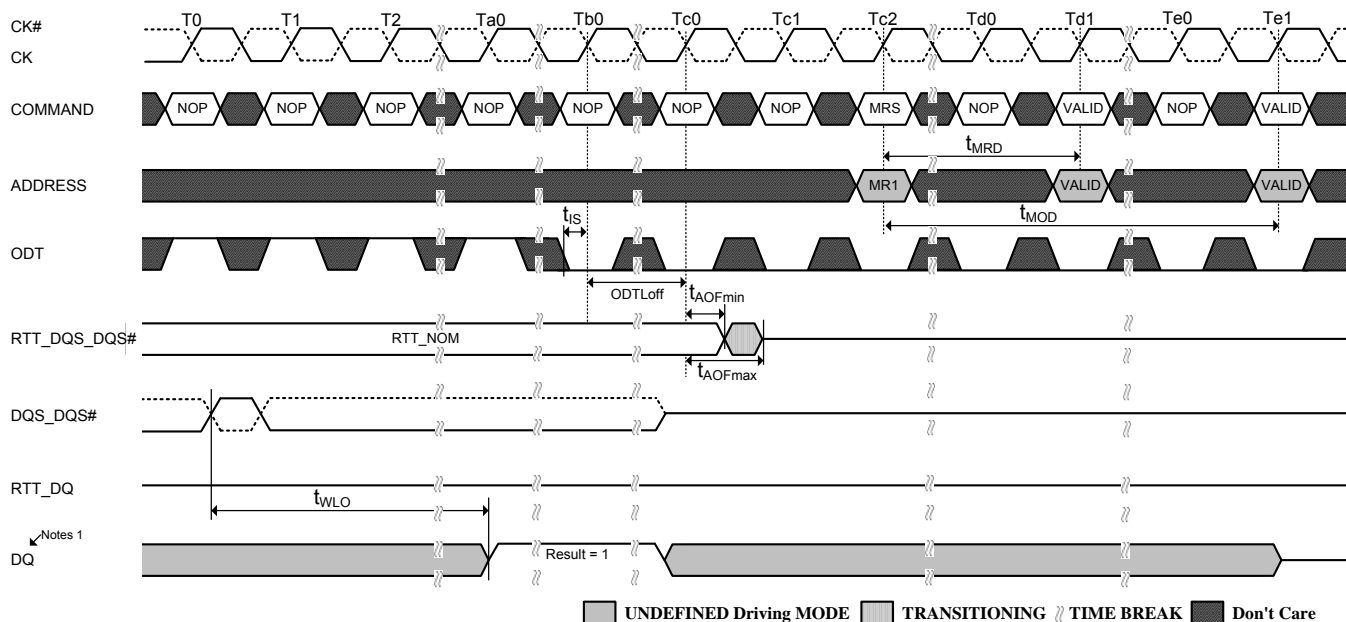 T0 T1 T2 Ta0 Tb0 Tc0 Tc1 Tc2 Td0 Td1 Te0 Te1
CK#
CK
COMMAND NOP NOP NOP NOP NOP NOP NOP MRS NOP VALID NOP VALID
tMRD
ADDRESS MR1 VALID VALID
tIS tMOD
ODT
ODTLoff tAOFmin
RTT_DQS_DQS# RTT_NOM
tAOFmax
DQS_DQS#
RTT_DQ
tWLO
Notes 1
DQ Result = 1
UNDEFINED Driving MODE TRANSITIONING TIME BREAK Don't Care